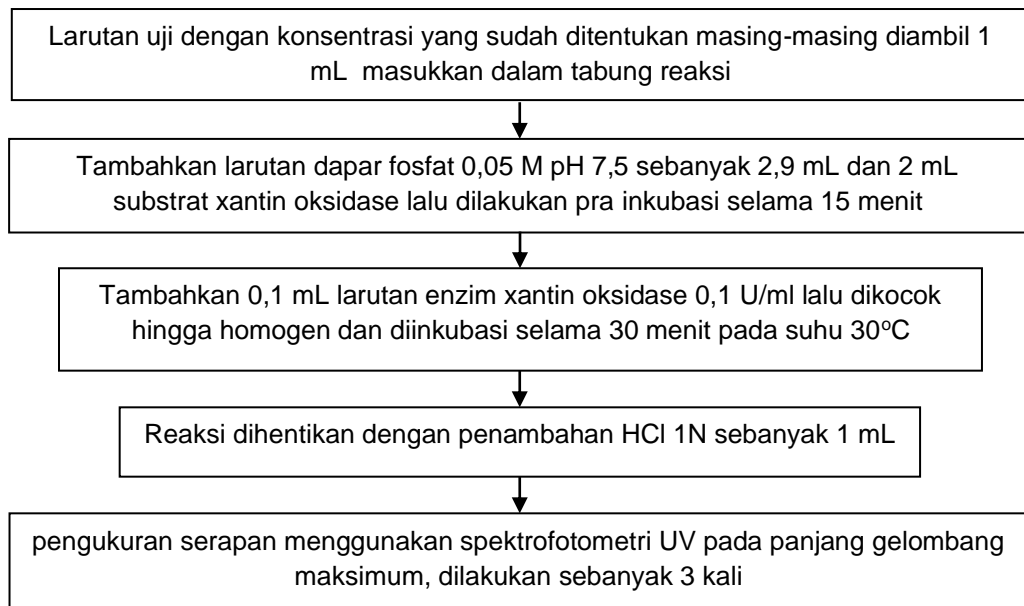 Larutan uji dengan konsentrasi yang sudah ditentukan masing-masing diambil 1
mL masukkan dalam tabung reaksi
Tambahkan larutan dapar fosfat 0,05 M pH 7,5 sebanyak 2,9 mL dan 2 mL
substrat xantin oksidase lalu dilakukan pra inkubasi selama 15 menit
Tambahkan 0,1 mL larutan enzim xantin oksidase 0,1 U/ml lalu dikocok
hingga homogen dan diinkubasi selama 30 menit pada suhu 30°C
Reaksi dihentikan dengan penambahan HCl 1N sebanyak 1 mL
pengukuran serapan menggunakan spektrofotometri UV pada panjang gelombang
maksimum, dilakukan sebanyak 3 kali